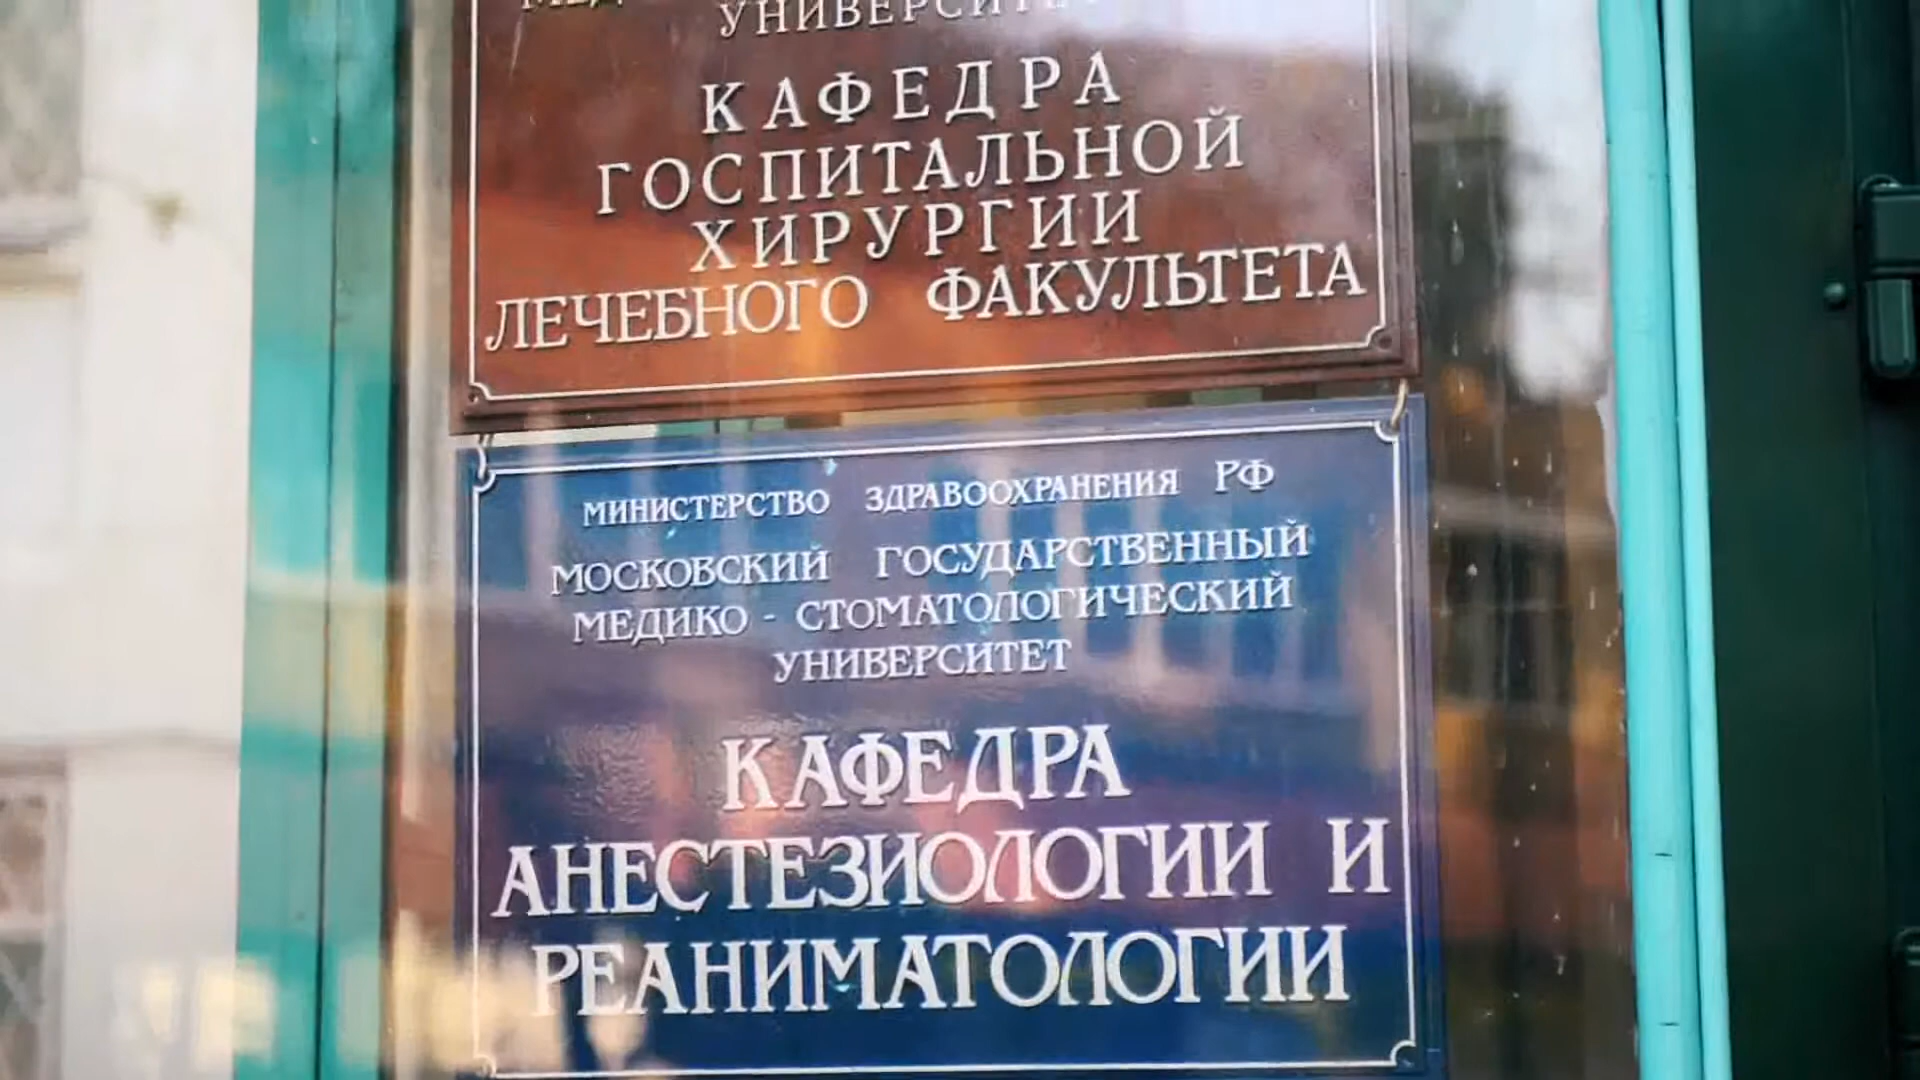 УНИВЕРСИТЕТ
КАФЕДРА
ГОСПИТАЛЬНОЙ
ХИРУРГИИ
ЛЕЧЕБНОГО ФАКУЛЬТЕТА
МИНИСТЕРСТВО ЗДРАВООХРАНЕНИЯ РФ
МОСКОВСКИЙ ГОСУДАРСТВЕННЫЙ
МЕДИКО - СТОМАТОЛОГИЧЕСКИЙ
УНИВЕРСИТЕТ
КАФЕДРА
АНЕСТЕЗИОЛОГИИ И
РЕАНИМАТОЛОГИИ